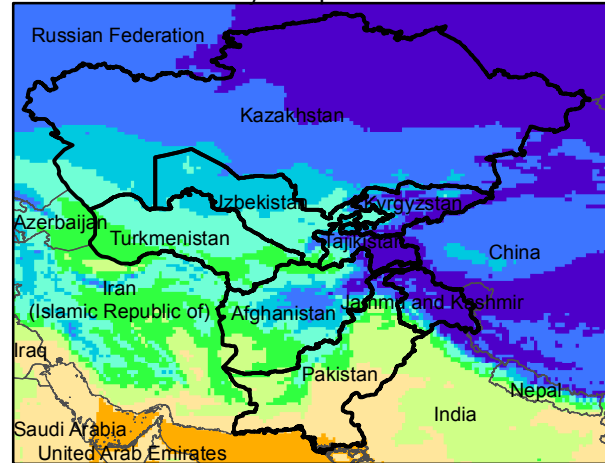 Russian Federation
Kazakhstan
Uzbekistan
Kyrgyzstan
Azerbaijan
Turkmenistan
Tajikistan
China
Iran
(Islamic Republic of)
Afghanistan
Jammu and Kashmir
Iraq
Pakistan
Nepal
India
Saudi Arabia
United Arab Emirates